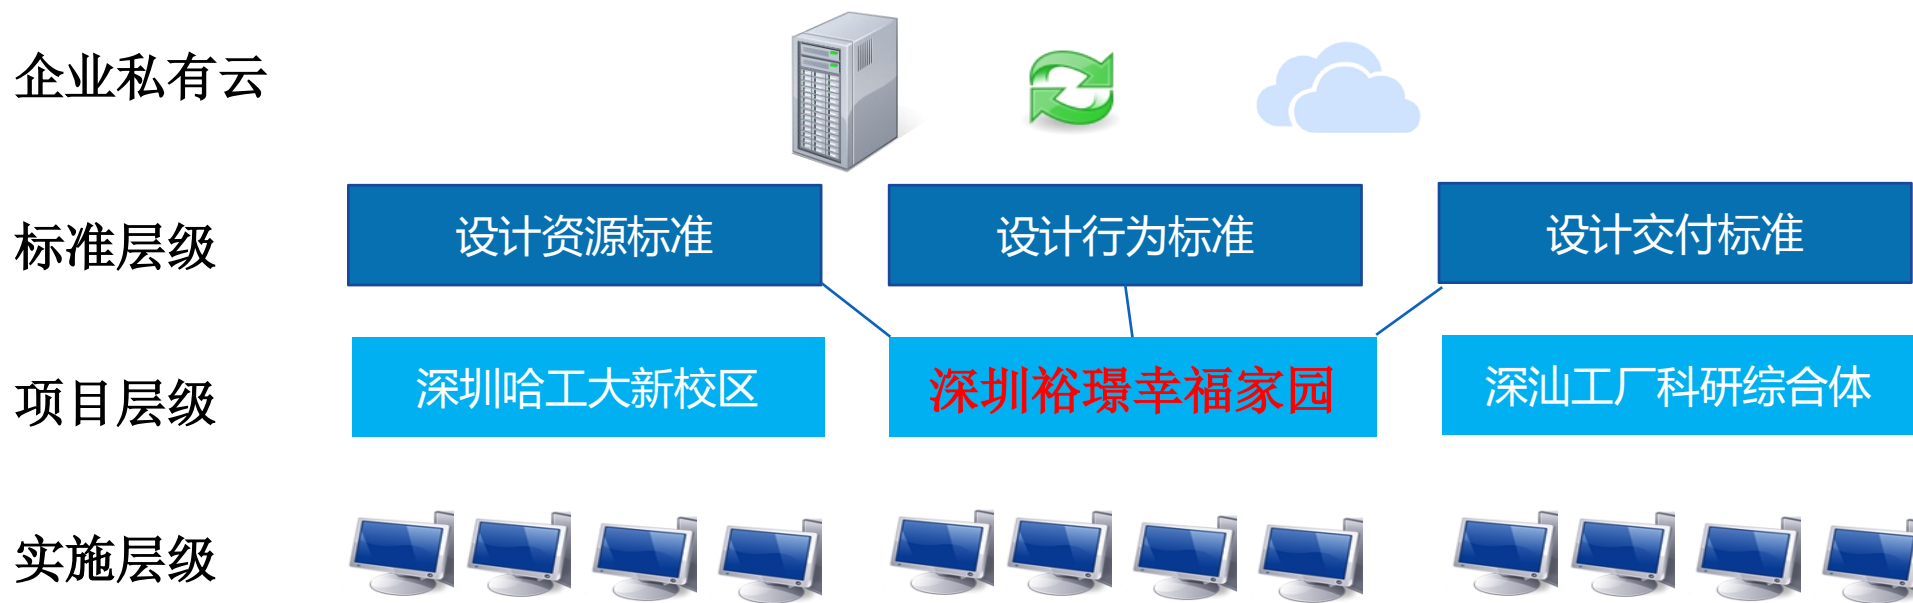 企业私有云
标准层级
设计资源标准
设计行为标准
设计交付标准
项目层级
深圳哈工大新校区
深圳裕璟幸福家园
深汕工厂科研综合体
实施层级